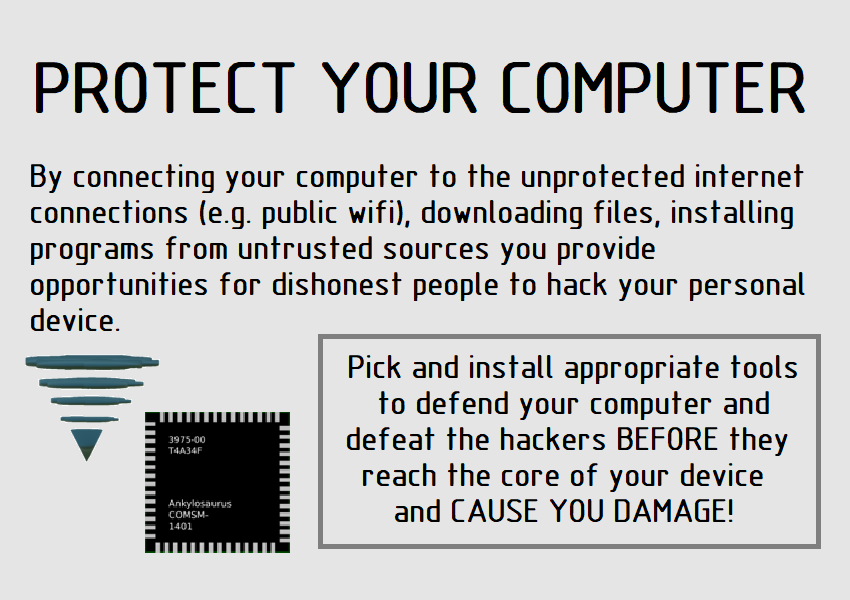 PROTECT YOUR COMPUTER
By connecting your computer to the unprotected internet
connections (e.g. public wifi), downloading files, installing
programs from untrusted sources you provide
opportunities for dishonest people to hack your personal
device.
Pick and install appropriate tools
to defend your computer and
defeat the hackers BEFORE they
reach the core of your device
and CAUSE YOU DAMAGE!
3975-00
T4A34F
Ankylosaurus
COMSM-
1401